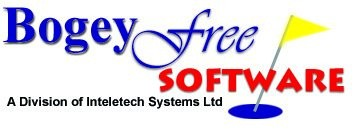 Bogey Free
SOFTWARE
A Division of Inteletech Systems Ltd